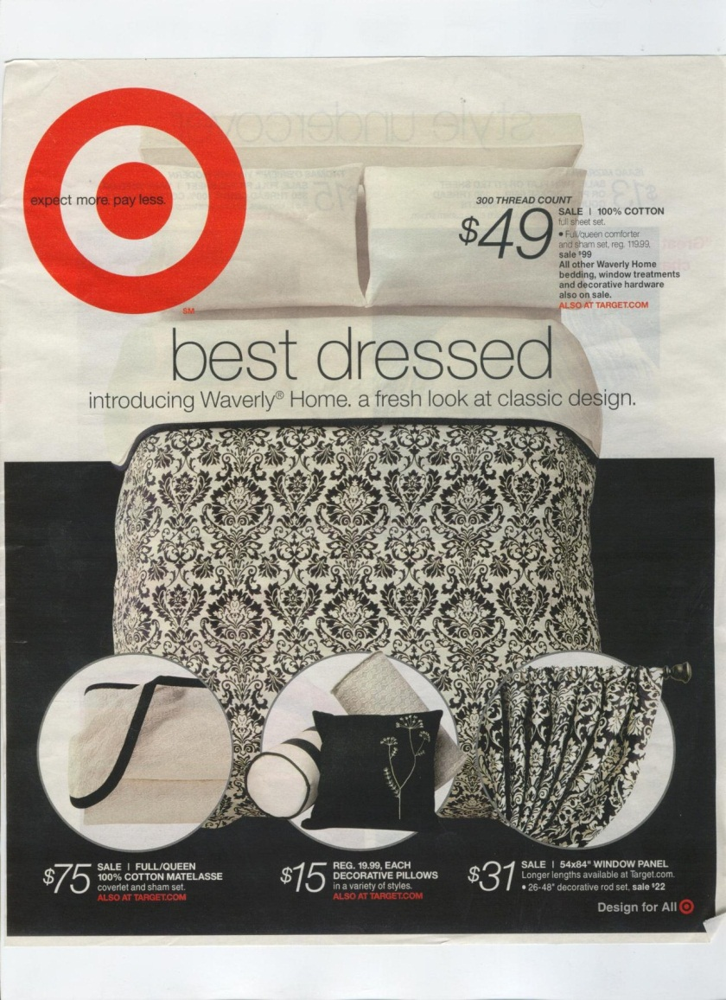 expect more. pay less.
SM
300 THREAD COUNT
$49
SALE | 100% COTTON
full sheet set.
• Full/queen comforter
and sham set, reg. 119.99,
sale $99
All other Waverly Home
bedding, window treatments
and decorative hardware
also on sale.
ALSO AT TARGET.COM
best dressed
introducing Waverly® Home. a fresh look at classic design.
$75
SALE | FULL/QUEEN
100% COTTON MATELASSE
coverlet and sham set.
ALSO AT TARGET.COM
$15
REG. 19.99, EACH
DECORATIVE PILLOWS
in a variety of styles.
ALSO AT TARGET.COM
$31
SALE | 54x84" WINDOW PANEL
Longer lengths available at Target.com.
• 26-48" decorative rod set, sale $22
Design for All